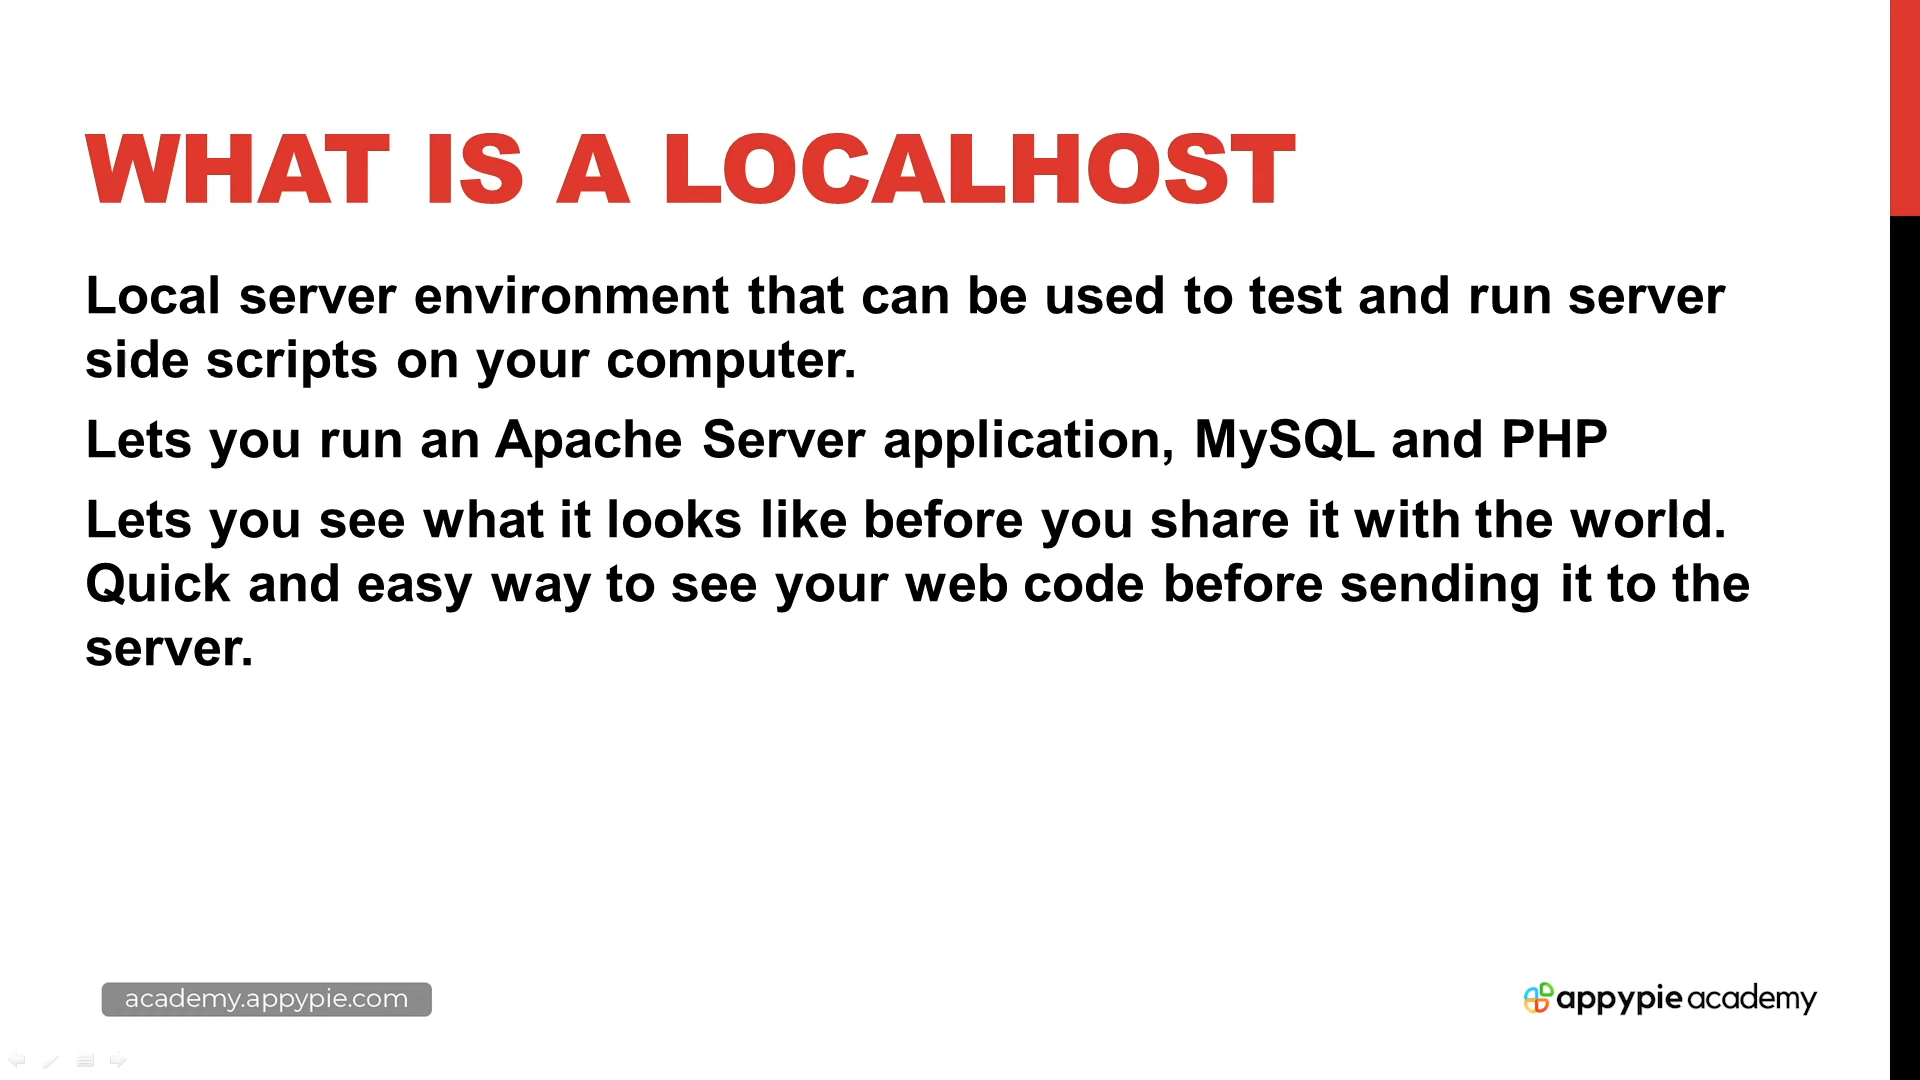 WHAT IS A LOCALHOST
Local server environment that can be used to test and run server
side scripts on your computer.
Lets you run an Apache Server application, MySQL and PHP
Lets you see what it looks like before you share it with the world.
Quick and easy way to see your web code before sending it to the
server.
academy.appypie.com
appypie academy